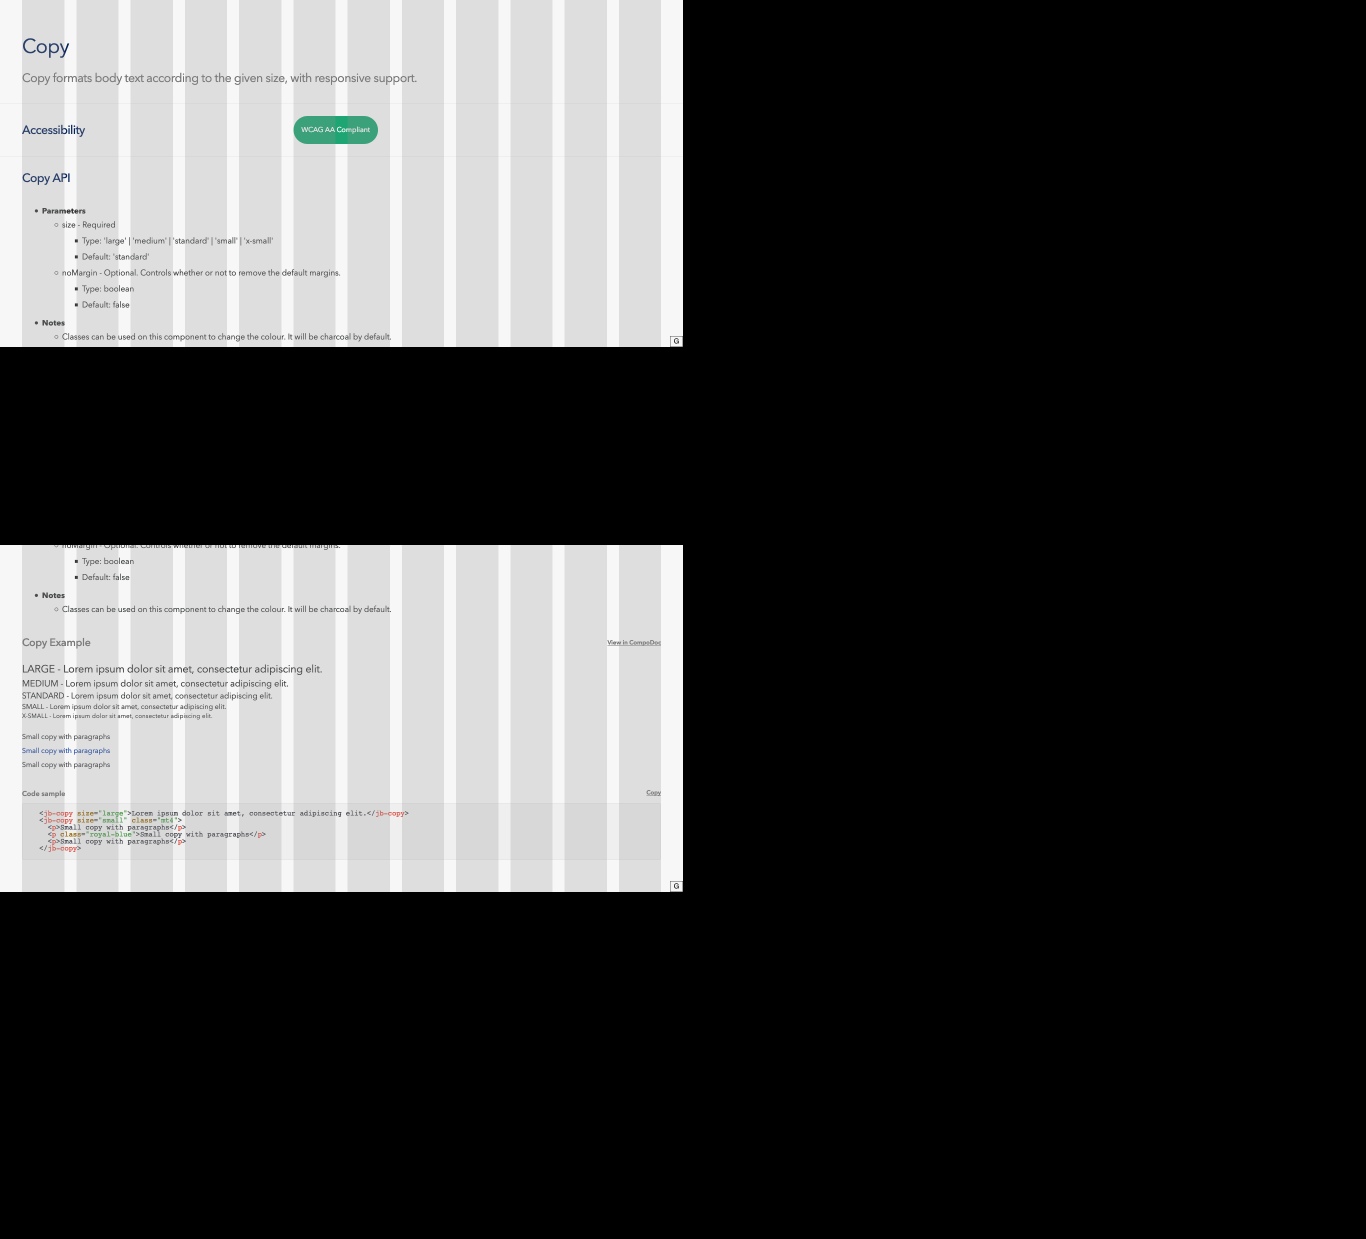 Copy
Copy formats body text according to the given size, with responsive support.
Accessibility
WCAG AA Compliant
Copy API
• Parameters
○ size - Required
▪ Type: 'large' | 'medium' | 'standard' | 'small' | 'x-small'
▪ Default: 'standard'
○ noMargin - Optional. Controls whether or not to remove the default margins.
▪ Type: boolean
▪ Default: false
• Notes
○ Classes can be used on this component to change the colour. It will be charcoal by default.
G
○ noMargin - Optional. Controls whether or not to remove the default margins.
▪ Type: boolean
▪ Default: false
• Notes
○ Classes can be used on this component to change the colour. It will be charcoal by default.
Copy Example
View in CompoDoc
LARGE - Lorem ipsum dolor sit amet, consectetur adipiscing elit.
MEDIUM - Lorem ipsum dolor sit amet, consectetur adipiscing elit.
STANDARD - Lorem ipsum dolor sit amet, consectetur adipiscing elit.
SMALL - Lorem ipsum dolor sit amet, consectetur adipiscing elit.
X-SMALL - Lorem ipsum dolor sit amet, consectetur adipiscing elit.
Small copy with paragraphs
Small copy with paragraphs
Small copy with paragraphs
Code sample
Copy
<jb-copy size="large">Lorem ipsum dolor sit amet, consectetur adipiscing elit.</jb-copy>
<jb-copy size="small" class="mt4">
<p>Small copy with paragraphs</p>
<p class="royal-blue">Small copy with paragraphs</p>
<p>Small copy with paragraphs</p>
</jb-copy>
G